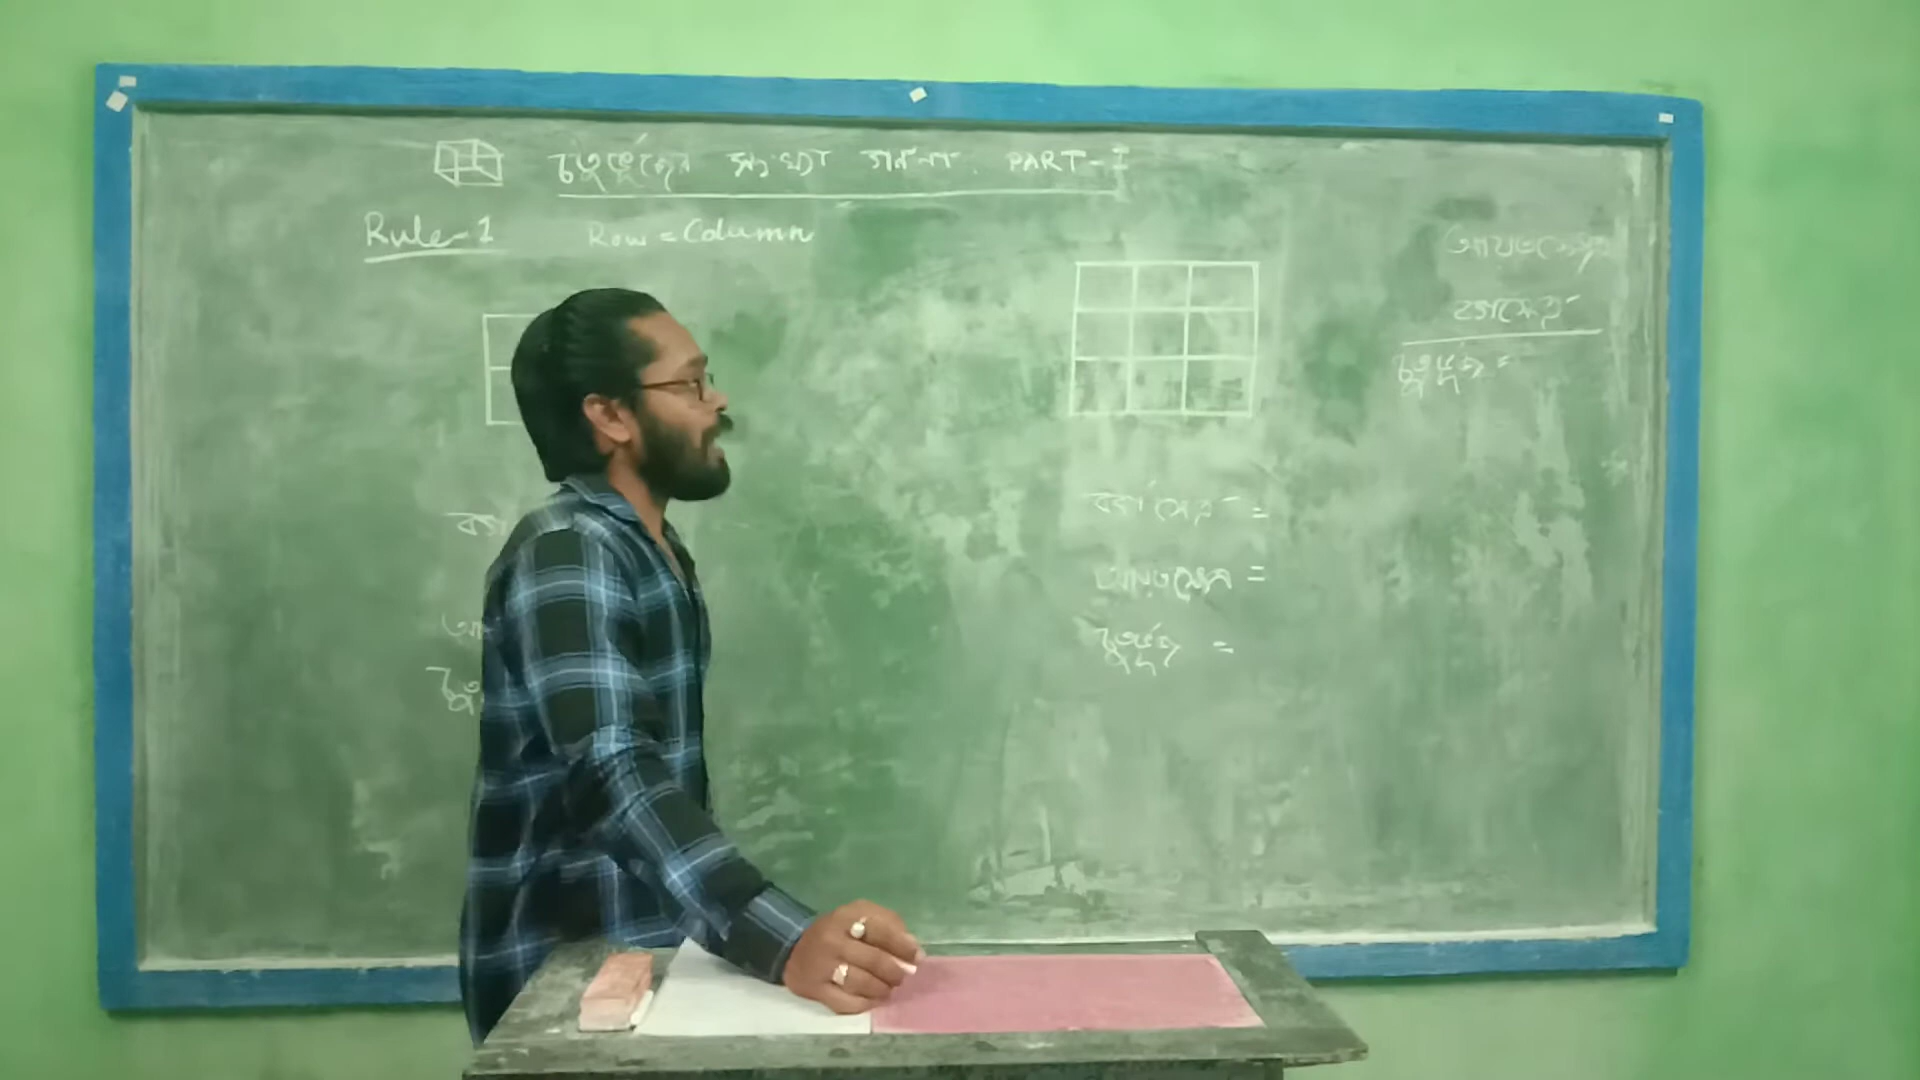 চতুর্ভুজের সংখ্যা গণনা. PART-I
Rule-1 Row = Column
আয়তক্ষেত্র
বর্গক্ষেত্র
চতুর্ভুজ =
বর্গক্ষেত্র =
আয়তক্ষেত্র =
চতুর্ভুজ =